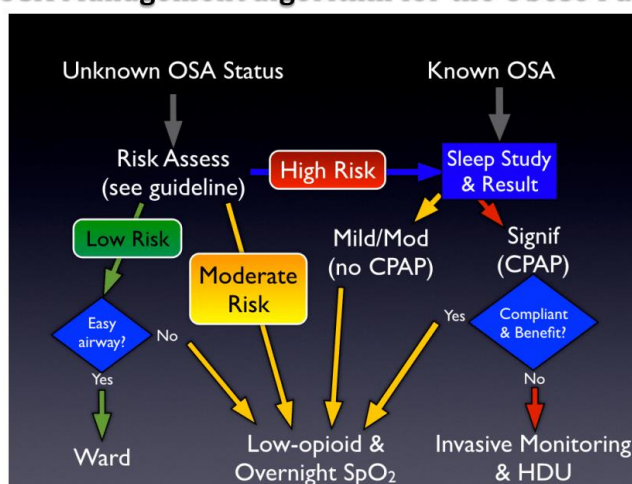 Unknown OSA Status
Known OSA
Risk Assess
(see guideline)
High Risk
Sleep Study
& Result
Low Risk
Moderate
Risk
Mild/Mod
(no CPAP)
Signif
(CPAP)
Easy
airway?
No
Yes
Compliant
& Benefit?
Yes
No
Ward
Low-opioid &
Overnight SpO₂
Invasive Monitoring
& HDU